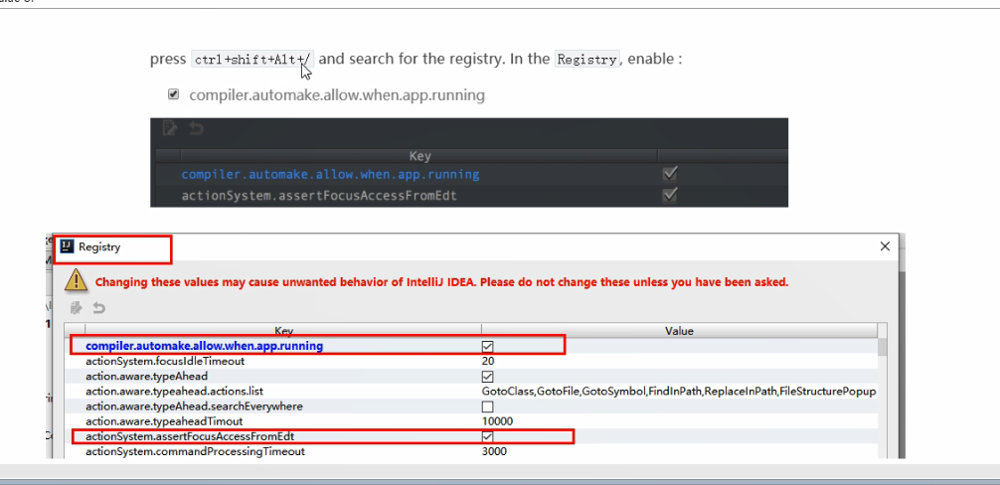 press ctrl+shift+Alt+/ and search for the registry. In the Registry, enable :
compiler.automake.allow.when.app.running
Key
compiler.automake.allow.when.app.running
actionSystem.assertFocusAccessFromEdt
Registry
Changing these values may cause unwanted behavior of IntelliJ IDEA. Please do not change these unless you have been asked.
Key Value
compiler.automake.allow.when.app.running
actionSystem.focusIdleTimeout 20
action.aware.typeAhead
action.aware.typeahead.actions.list GotoClass,GotoFile,GotoSymbol,FindInPath,ReplaceInPath,FileStructurePopup
action.aware.typeAhead.searchEverywhere
action.aware.typeaheadTimout 10000
actionSystem.assertFocusAccessFromEdt
actionSystem.commandProcessingTimeout 3000